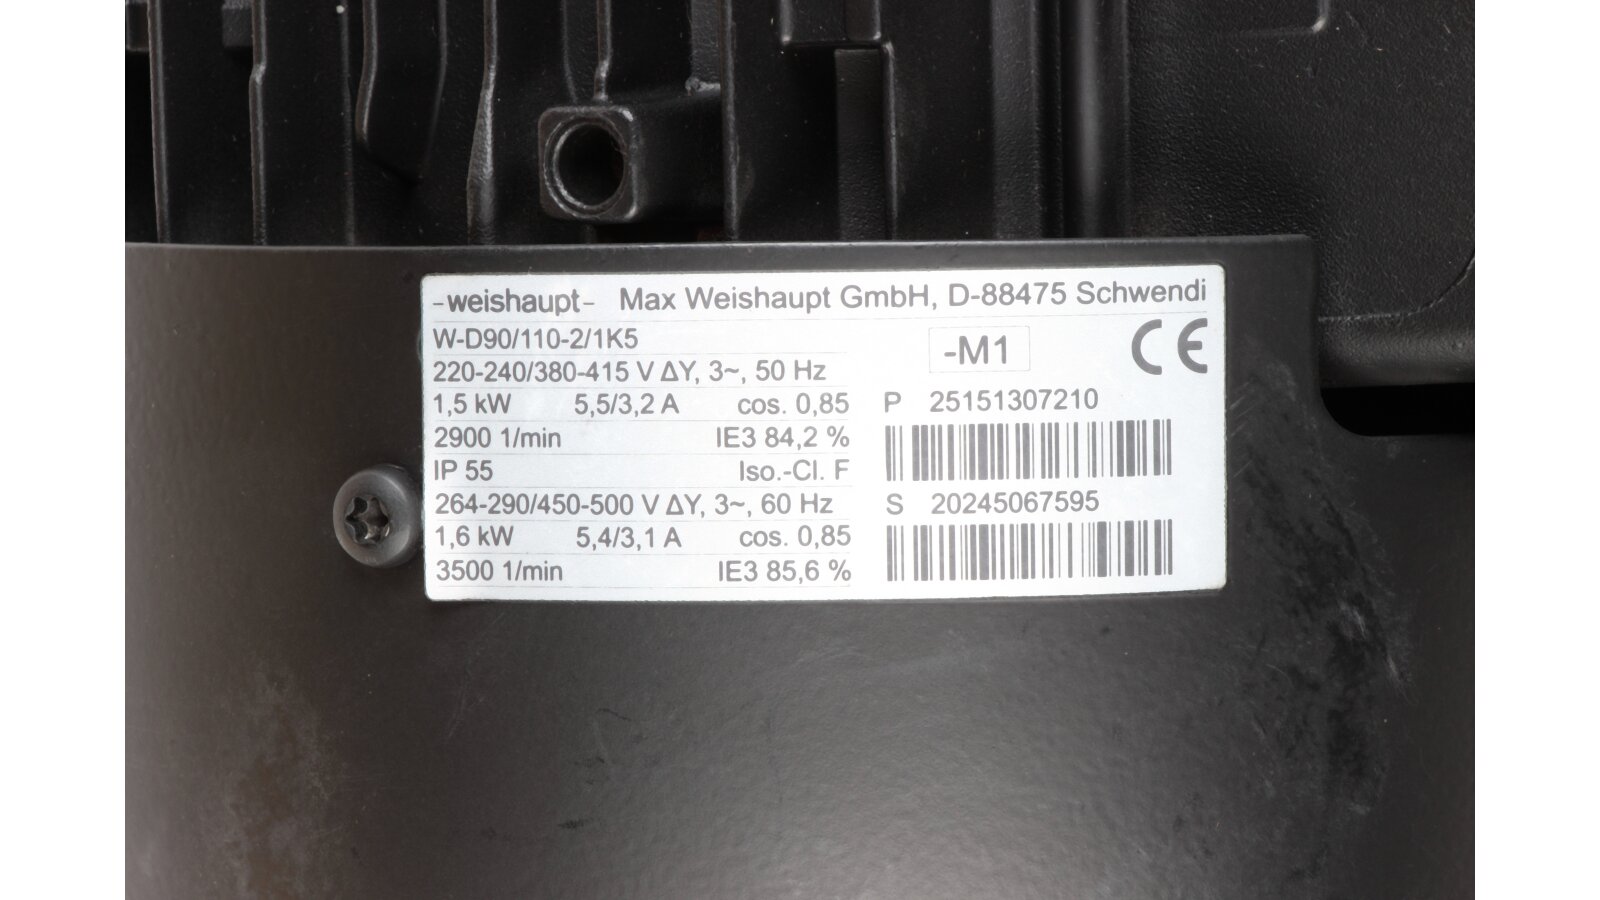 -weishaupt- Max Weishaupt GmbH, D-88475 Schwendi
W-D90/110-2/1K5
220-240/380-415 V ΔY, 3~, 50 Hz
1,5 kW 5,5/3,2 A cos. 0,85
2900 1/min IE3 84,2 %
IP 55 Iso.-Cl. F
264-290/450-500 V ΔY, 3~, 60 Hz
1,6 kW 5,4/3,1 A cos. 0,85
3500 1/min IE3 85,6 %
-M1 CE
P 25151307210
S 20245067595